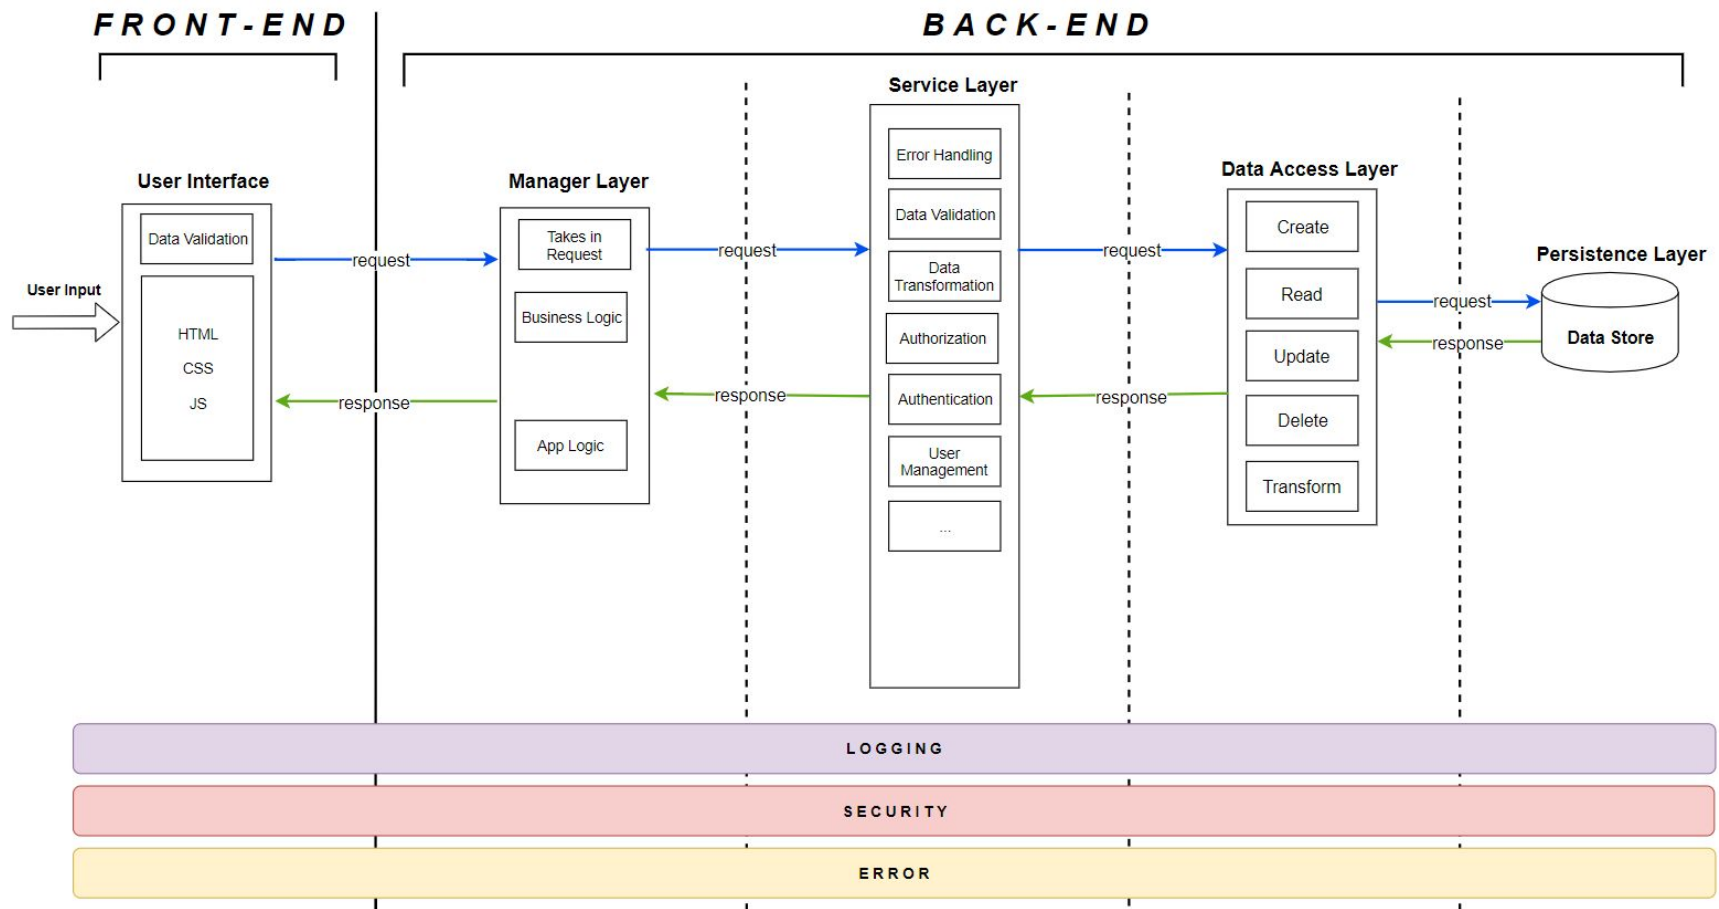 FRONT-END
BACK-END
User Input
User Interface
Data Validation
HTML
CSS
JS
request
response
Manager Layer
Takes in
Request
Business Logic
App Logic
request
response
Service Layer
Error Handling
Data Validation
Data
Transformation
Authorization
Authentication
User
Management
...
request
response
Data Access Layer
Create
Read
Update
Delete
Transform
request
response
Persistence Layer
Data Store
LOGGING
SECURITY
ERROR